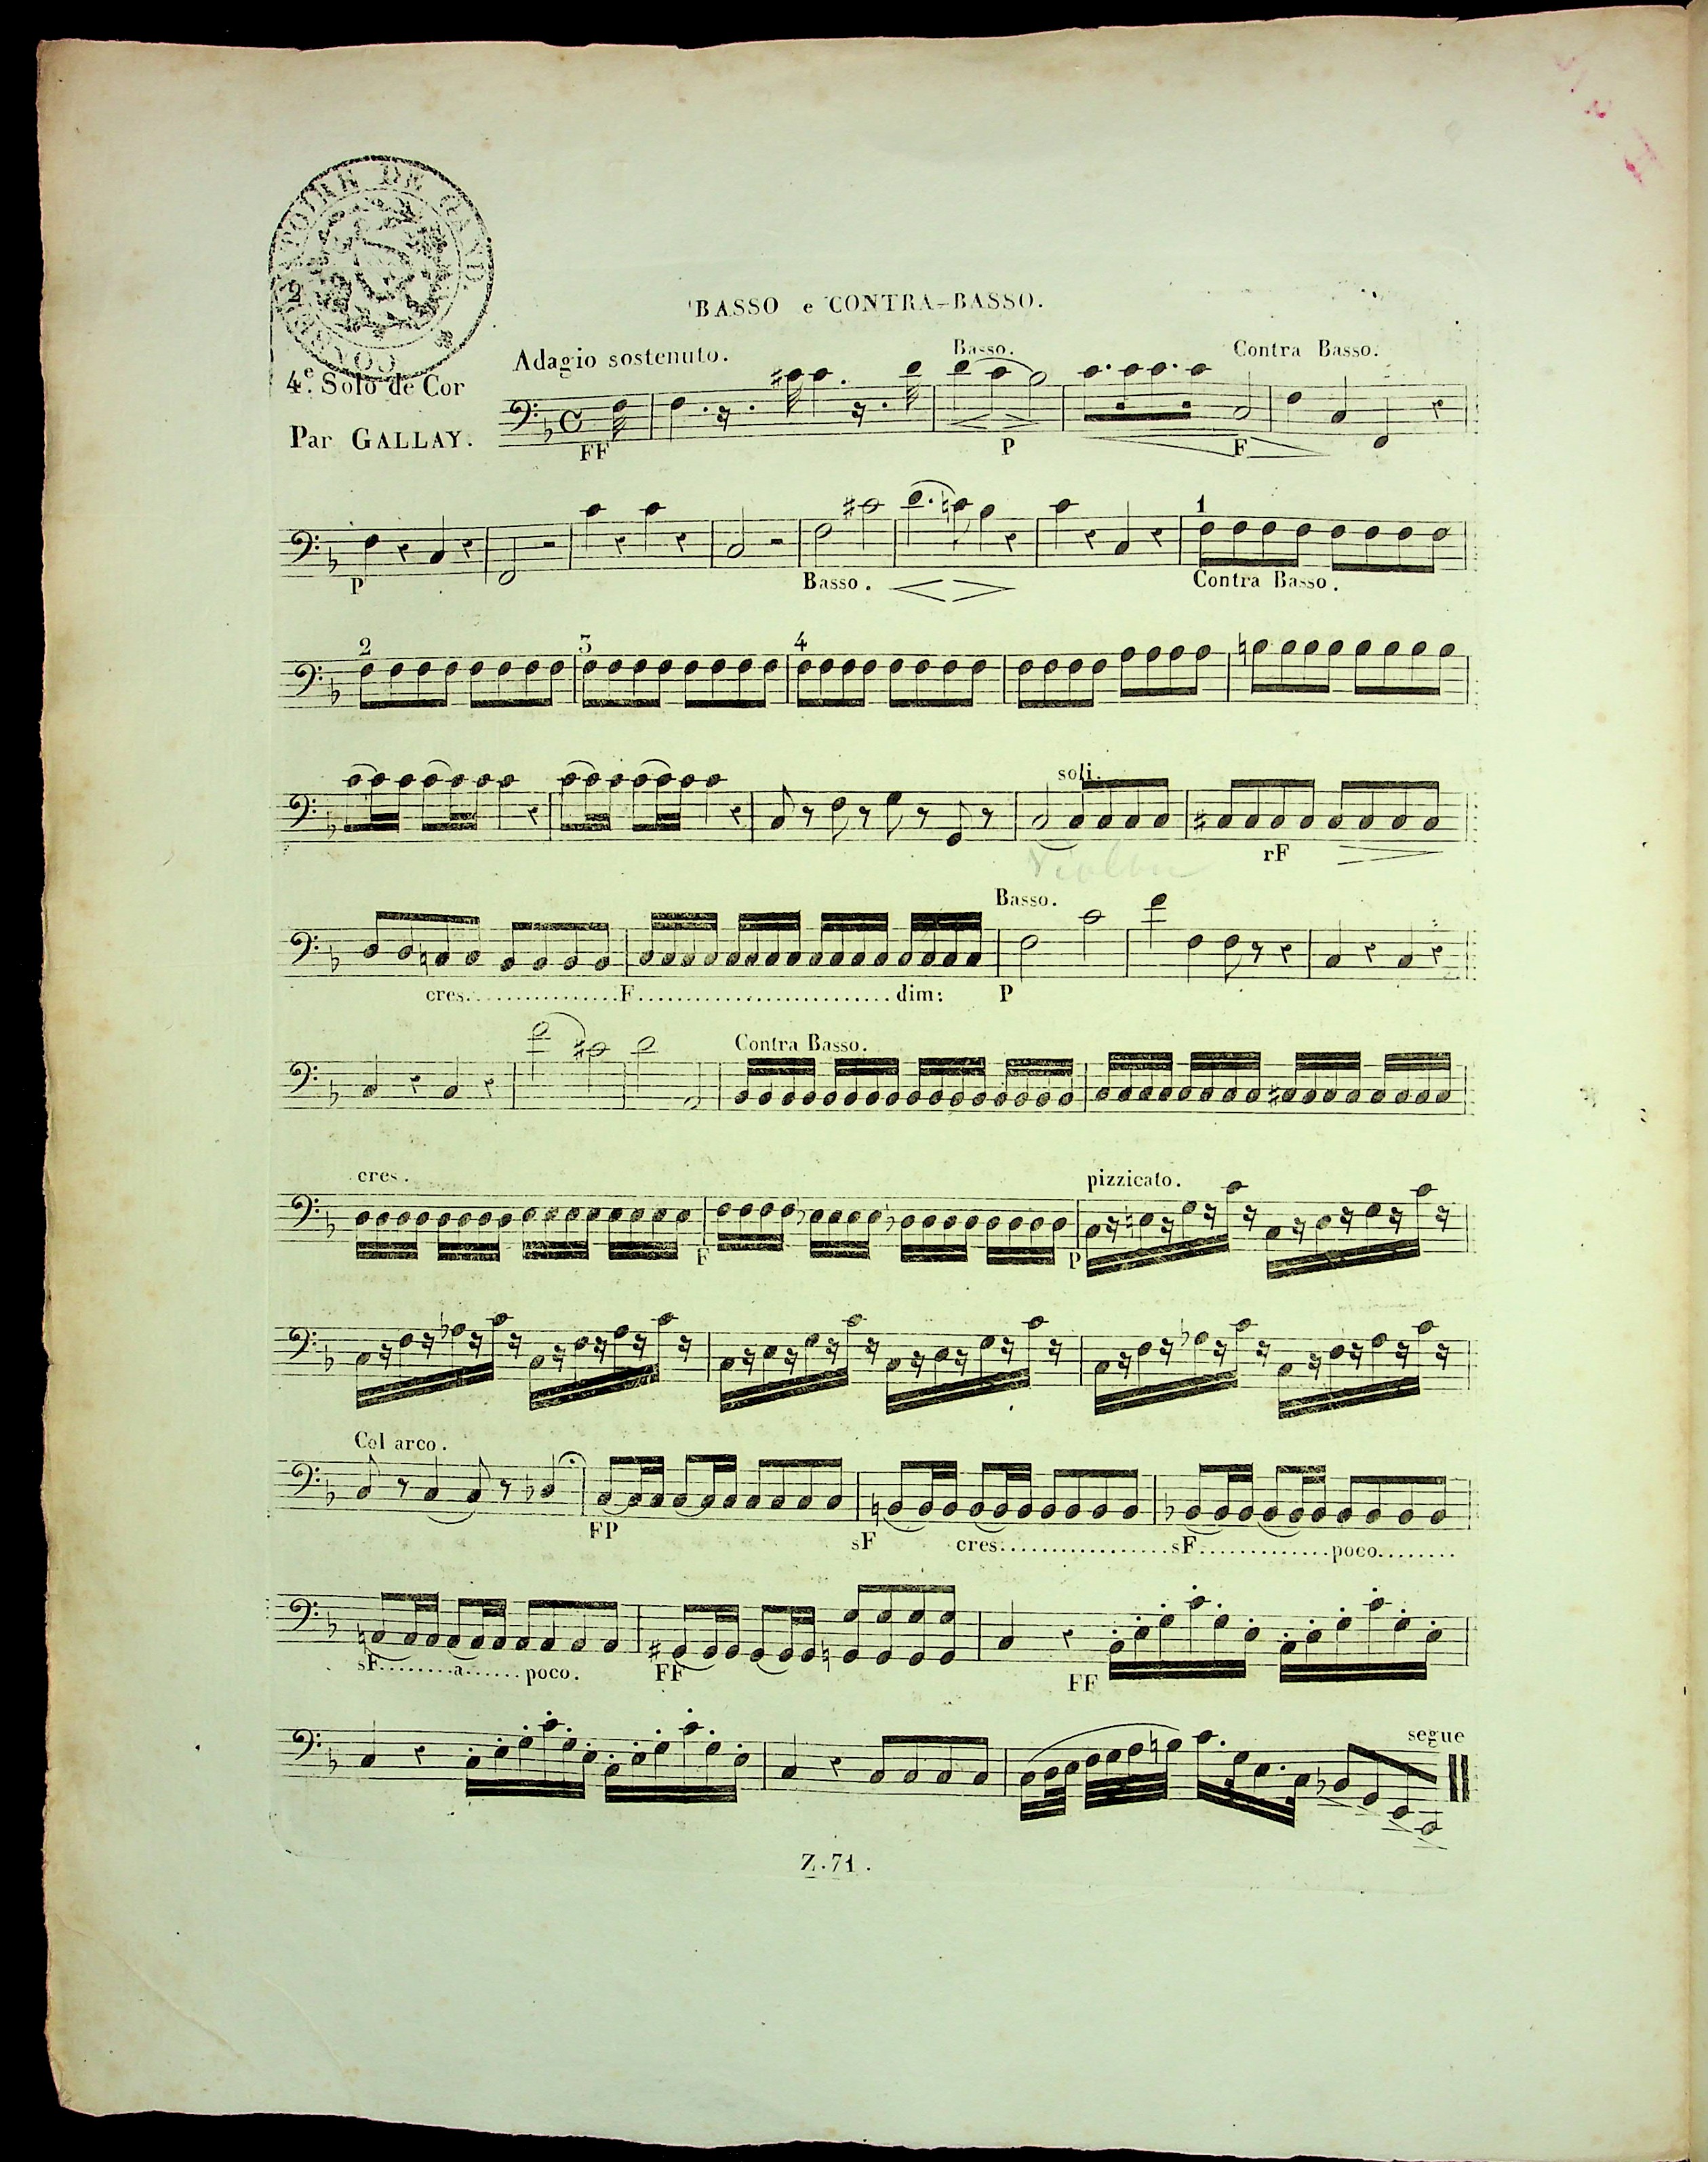 CONSERVATOIRE DE GAND
2
BASSO e CONTRA-BASSO.
4e. Solo de Cor
Par GALLAY.
Adagio sostenuto.
Basso.
Contra Basso.
FF
P
F
1
P
Basso.
Contra Basso.
2 3 4
soli.
rF
Violon
Basso.
cres.................F...........................dim: P
Contra Basso.
cres.
pizzicato.
F
P
Col arco.
FP
sF
cres..................sF..............poco........
sF........a......poco.
FF
FF
segue
Z.71.